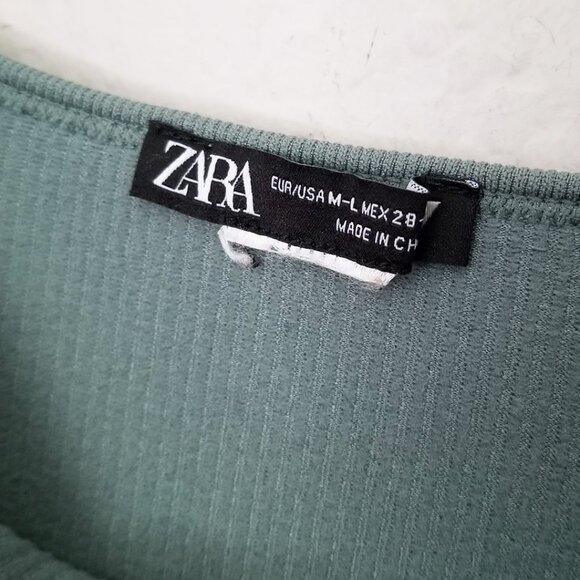 ZARA
EUR/USA M-L MEX 28-
MADE IN CH